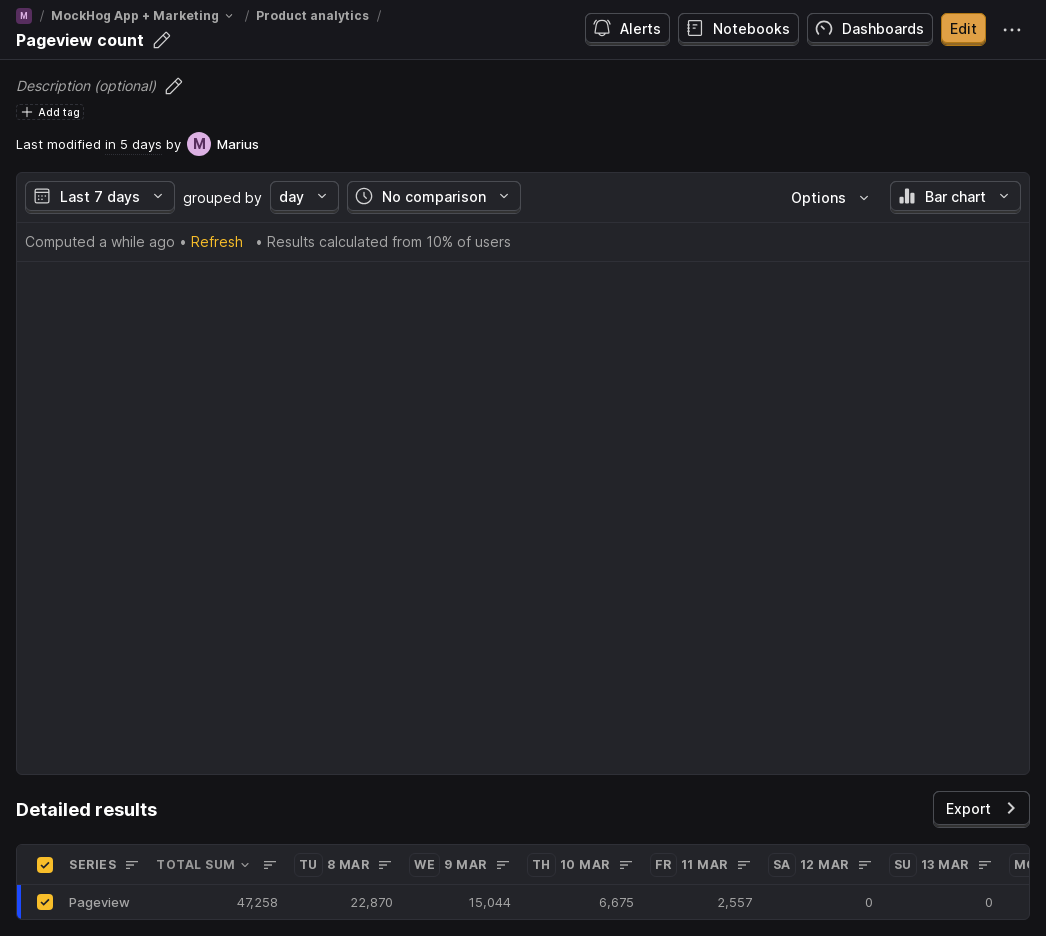 M / MockHog App + Marketing / Product analytics /
Pageview count
Alerts Notebooks Dashboards Edit
Description (optional)
Add tag
Last modified in 5 days by M Marius
Last 7 days grouped by day No comparison Options Bar chart
Computed a while ago • Refresh • Results calculated from 10% of users
Detailed results
Export
SERIES TOTAL SUM TU 8 MAR WE 9 MAR TH 10 MAR FR 11 MAR SA 12 MAR SU 13 MAR
Pageview 47,258 22,870 15,044 6,675 2,557 0 0